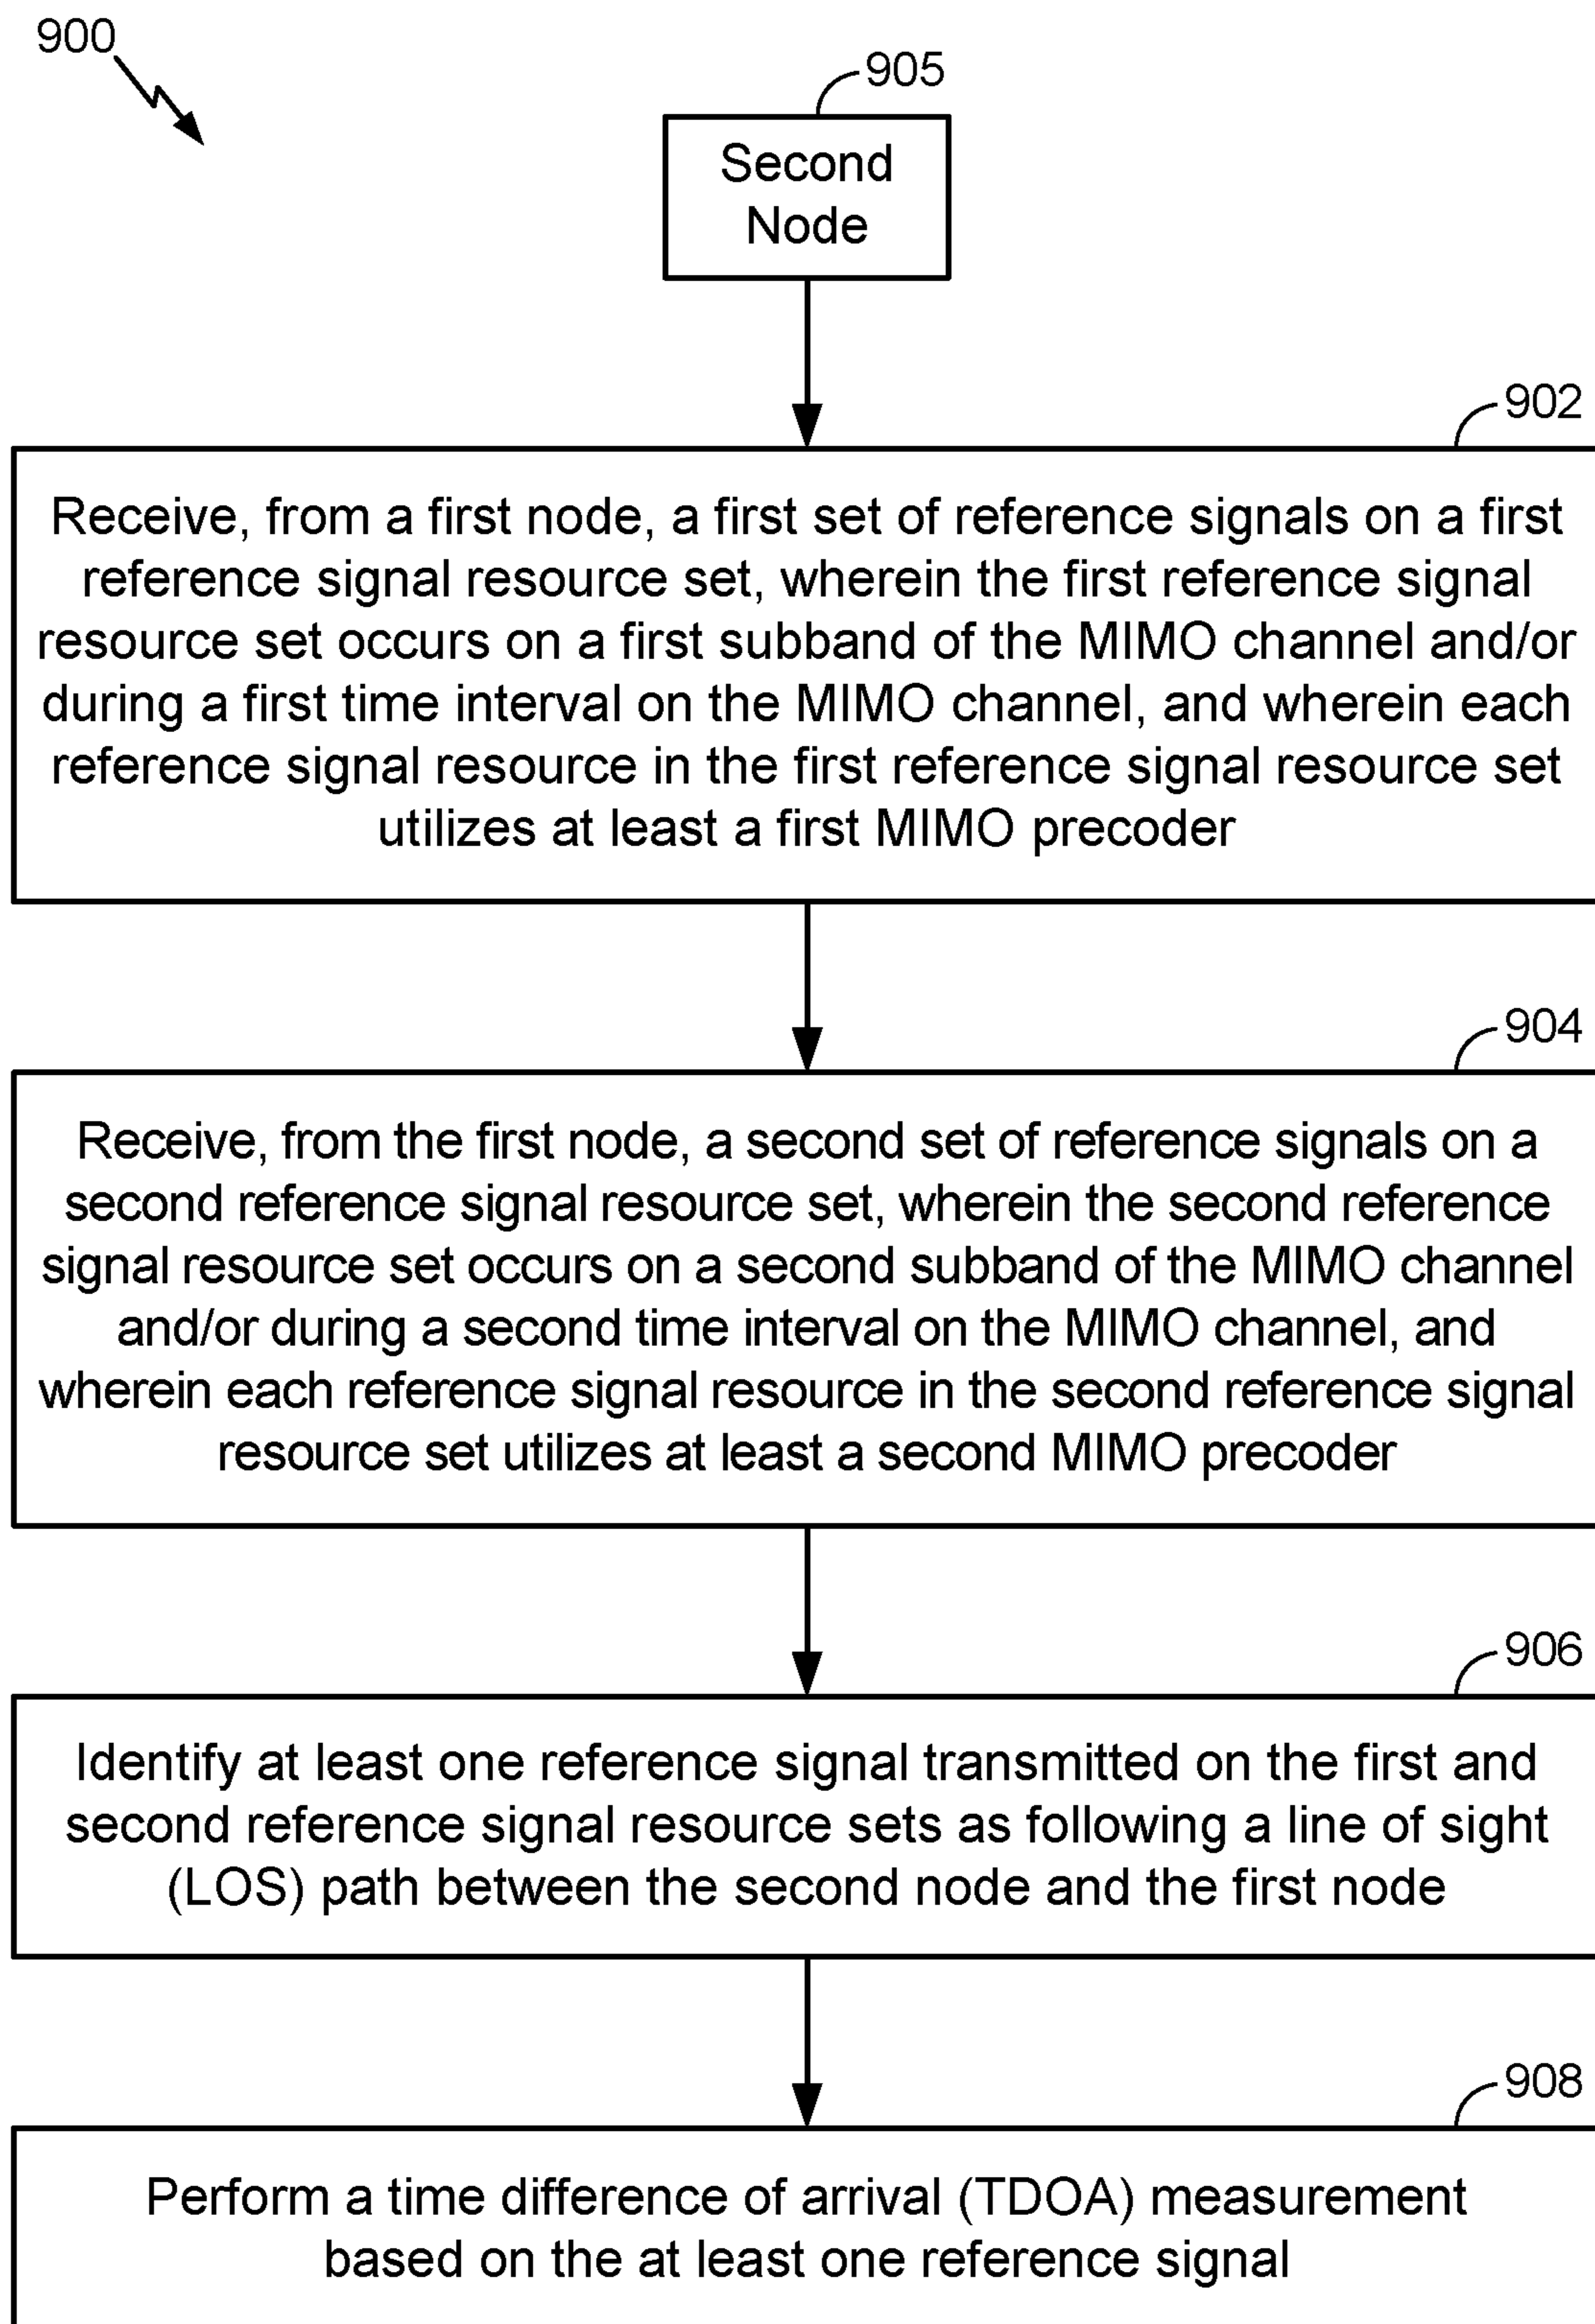 900
905
Second
Node
902
Receive, from a first node, a first set of reference signals on a first
reference signal resource set, wherein the first reference signal
resource set occurs on a first subband of the MIMO channel and/or
during a first time interval on the MIMO channel, and wherein each
reference signal resource in the first reference signal resource set
utilizes at least a first MIMO precoder
904
Receive, from the first node, a second set of reference signals on a
second reference signal resource set, wherein the second reference
signal resource set occurs on a second subband of the MIMO channel
and/or during a second time interval on the MIMO channel, and
wherein each reference signal resource in the second reference signal
resource set utilizes at least a second MIMO precoder
906
Identify at least one reference signal transmitted on the first and
second reference signal resource sets as following a line of sight
(LOS) path between the second node and the first node
908
Perform a time difference of arrival (TDOA) measurement
based on the at least one reference signal